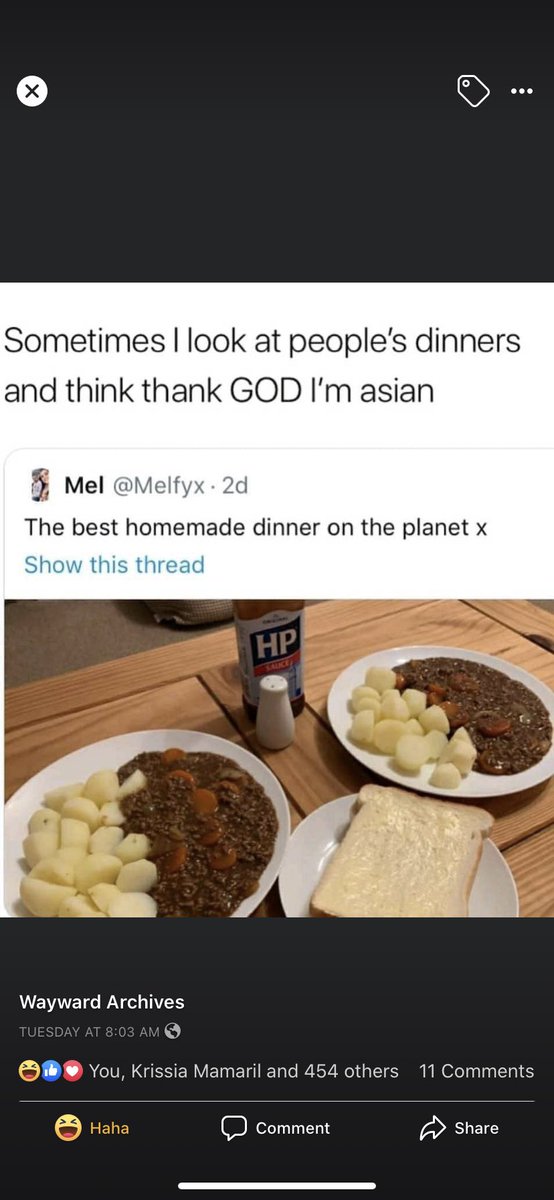 Sometimes I look at people’s dinners
and think thank GOD I’m asian
Mel @Melfyx · 2d
The best homemade dinner on the planet x
Show this thread
ORIGINAL
HP
SAUCE
Wayward Archives
TUESDAY AT 8:03 AM
You, Krissia Mamaril and 454 others 11 Comments
Haha Comment Share